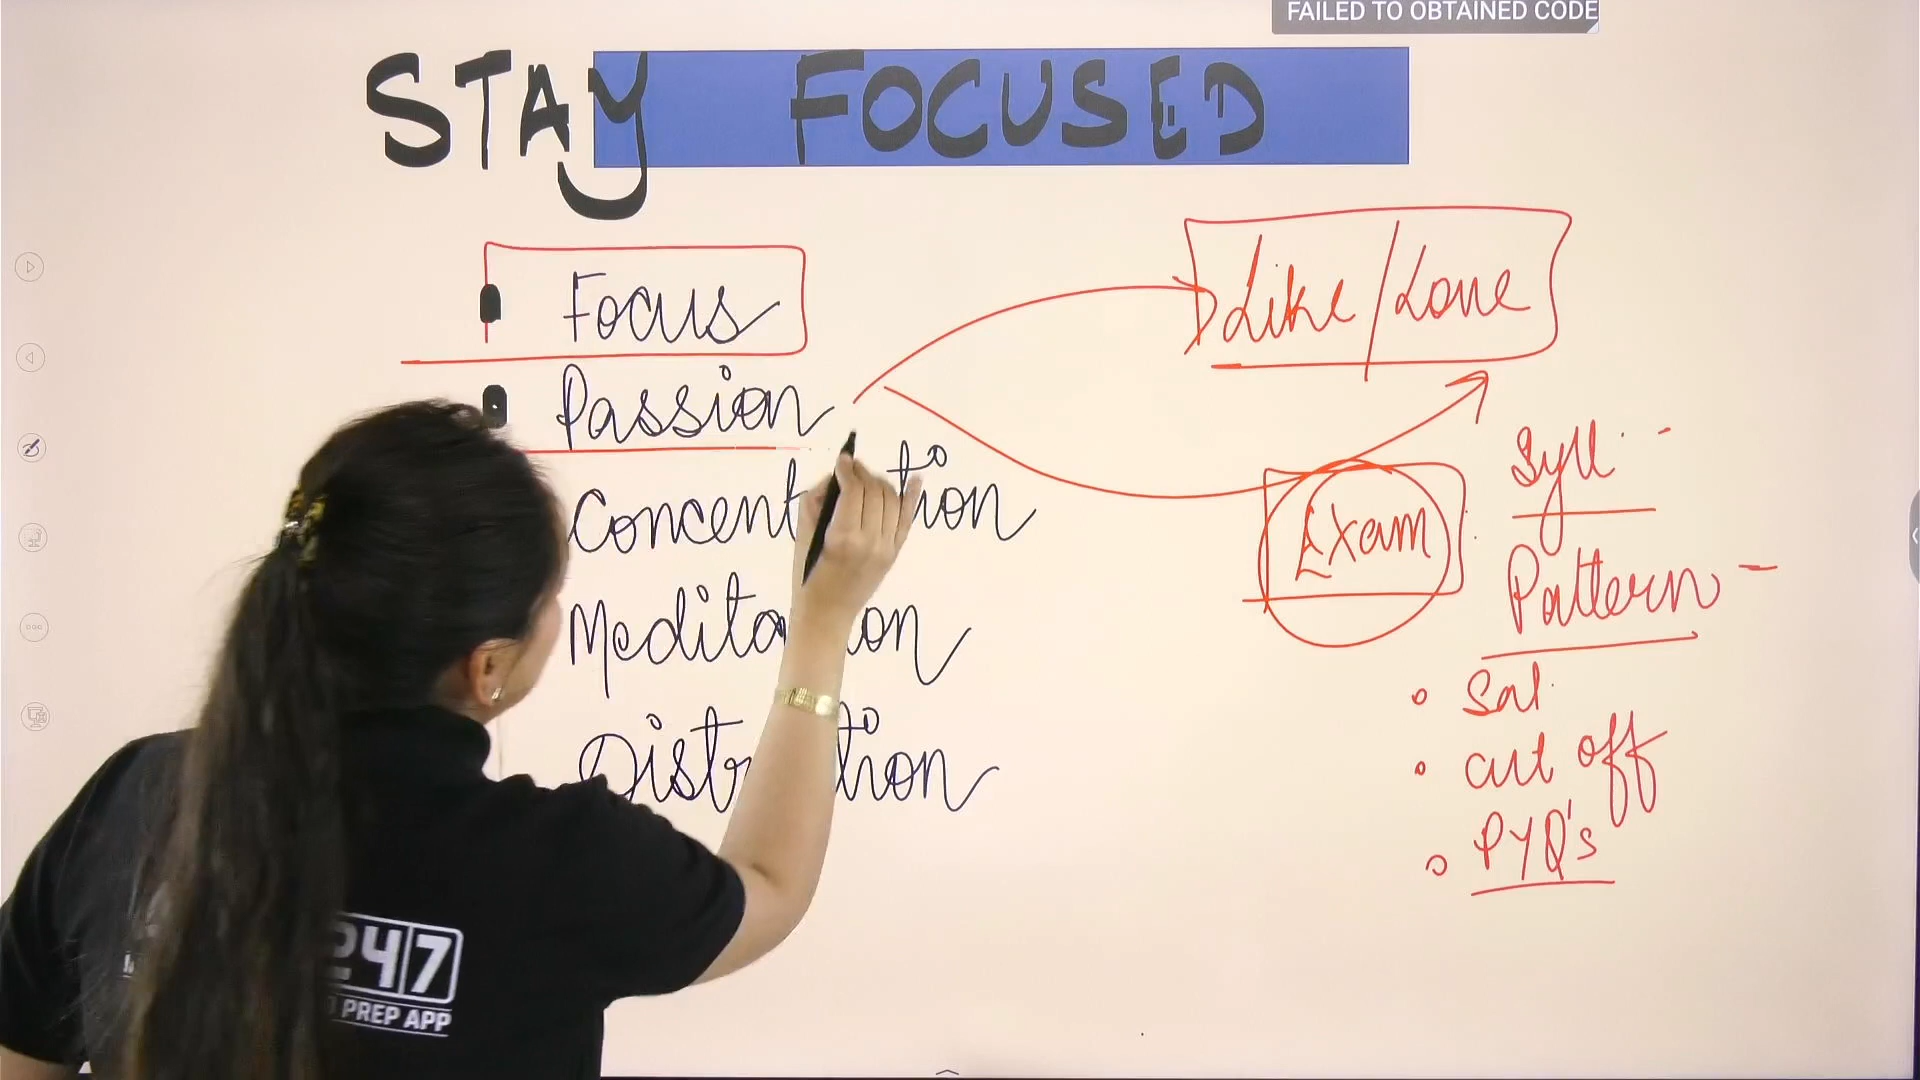 FAILED TO OBTAINED CODE
STAY FOCUSED
Focus
Passion
Like/Love
Exam
Syll.
Pattern
Sal.
cut off
PYQ's
Meditation
247
PREP APP